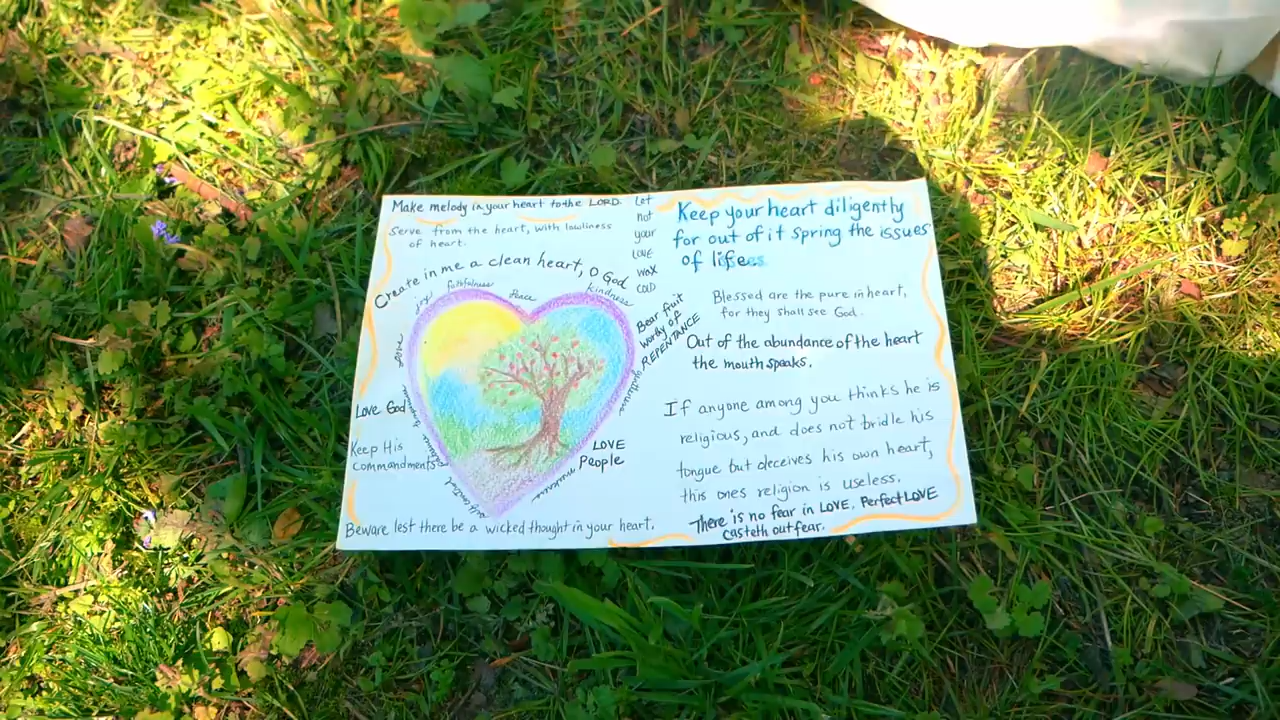 Make melody in your heart to the LORD.
Serve from the heart, with lowliness
of heart.
Create in me a clean heart, O God
Let
not
your
LOVE
wax
COLD
joy
faithfulness
Peace
kindness
love
Bear fruit
worthy of
REPENTANCE
Love God
Keep His
commandments
LOVE
People
meekness
Beware lest there be a wicked thought in your heart.
Keep your heart diligently
for out of it spring the issues
of life
Blessed are the pure in heart,
for they shall see God.
Out of the abundance of the heart
the mouth speaks.
If anyone among you thinks he is
religious, and does not bridle his
tongue but deceives his own heart,
this ones religion is useless.
There is no fear in LOVE. Perfect LOVE
casteth out fear.